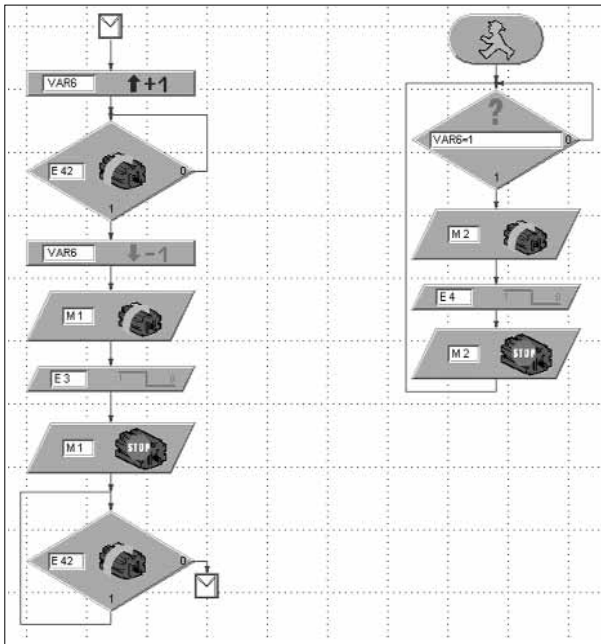 VAR6 +1
E 42
0
1
VAR6 -1
M 1
E 3 1 0
M 1 STOP
E 42
0
1
?
VAR6=1
0
1
M 2
E 4 1 0
M 2 STOP